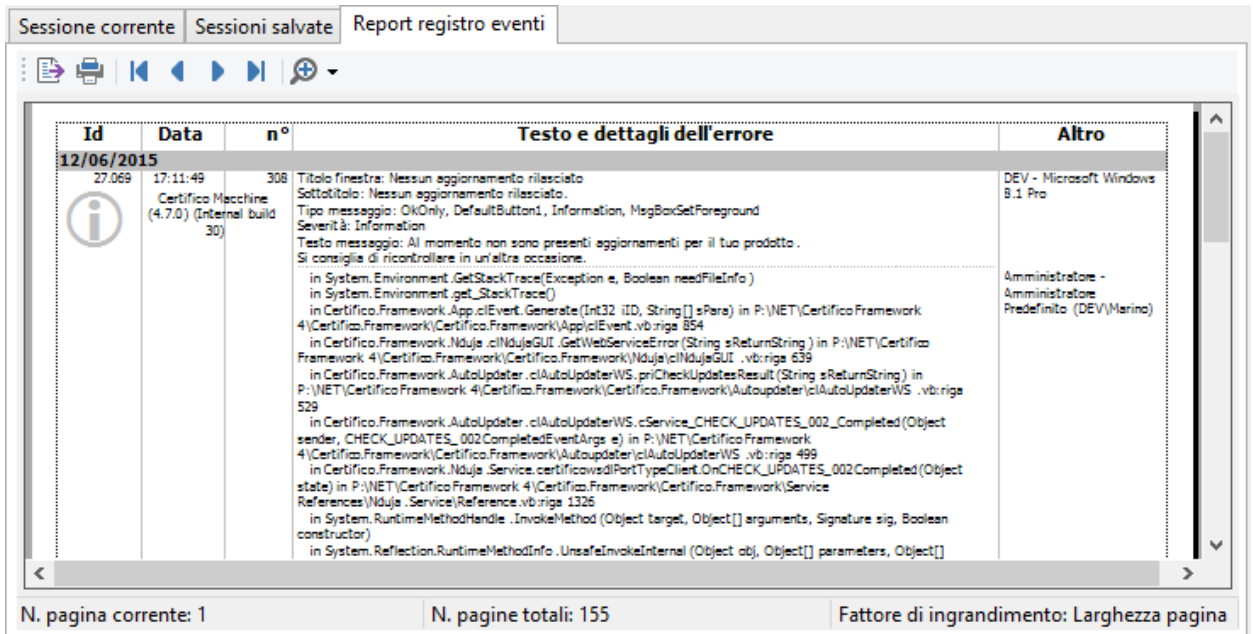 Sessione corrente Sessioni salvate Report registro eventi
Id Data n° Testo e dettagli dell'errore Altro
12/06/2015
27.069 17:11:49 308 Titolo finestra: Nessun aggiornamento rilasciato DEV - Microsoft Windows
Certifico Macchine Sottotitolo: Nessun aggiornamento rilasciato. 8.1 Pro
(4.7.0) (Internal build Tipo messaggio: OkOnly, DefaultButton1, Information, MsgBoxSetForeground
30) Severità: Information
Testo messaggio: Al momento non sono presenti aggiornamenti per il tuo prodotto.
Si consiglia di ricontrollare in un'altra occasione.
in System.Environment.GetStackTrace(Exception e, Boolean needFileInfo) Amministratore -
in System.Environment.get_StackTrace() Amministratore
in Certifico.Framework.App.clEvent.Generate(Int32 iID, String[] sPara) in P:\NET\Certifico Framework Predefinito (DEV\Marino)
4\Certifico.Framework\Certifico.Framework\App\clEvent.vb:riga 854
in Certifico.Framework.Nduja.clNdujaGUI.GetWebServiceError(String sReturnString) in P:\NET\Certifico
Framework 4\Certifico.Framework\Certifico.Framework\Nduja\clNdujaGUI.vb:riga 639
in Certifico.Framework.AutoUpdater.clAutoUpdaterWS.priCheckUpdatesResult(String sReturnString) in
P:\NET\Certifico Framework 4\Certifico.Framework\Certifico.Framework\Autoupdater\clAutoUpdaterWS.vb:riga
529
in Certifico.Framework.AutoUpdater.clAutoUpdaterWS.cService_CHECK_UPDATES_002_Completed(Object
sender, CHECK_UPDATES_002CompletedEventArgs e) in P:\NET\Certifico Framework
4\Certifico.Framework\Certifico.Framework\Autoupdater\clAutoUpdaterWS.vb:riga 499
in Certifico.Framework.Nduja.Service.certificowsdlPortTypeClient.OnCHECK_UPDATES_002Completed(Object
state) in P:\NET\Certifico Framework 4\Certifico.Framework\Certifico.Framework\Service
References\Nduja.Service\Reference.vb:riga 1326
in System.RuntimeMethodHandle.InvokeMethod(Object target, Object[] arguments, Signature sig, Boolean
constructor)
in System.Reflection.RuntimeMethodInfo.UnsafeInvokeInternal(Object obj, Object[] parameters, Object[]
N. pagina corrente: 1 N. pagine totali: 155 Fattore di ingrandimento: Larghezza pagina